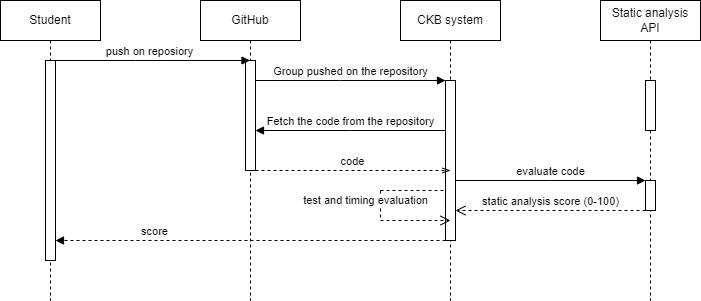 Student
GitHub
CKB system
Static analysis
API
push on reposiory
Group pushed on the repository
Fetch the code from the repository
code
evaluate code
test and timing evaluation
static analysis score (0-100)
score